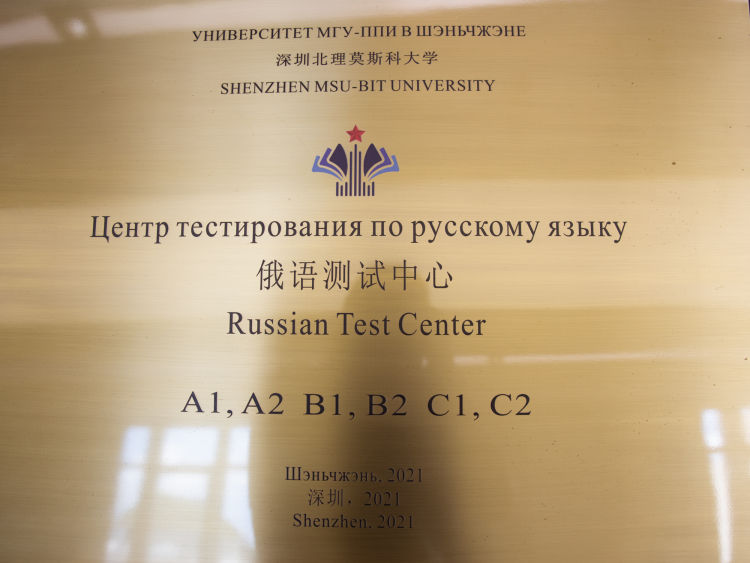 УНИВЕРСИТЕТ МГУ-ППИ В ШЭНЬЧЖЭНЕ
深圳北理莫斯科大学
SHENZHEN MSU-BIT UNIVERSITY
Центр тестирования по русскому языку
俄语测试中心
Russian Test Center
A1, A2 B1, B2 C1, C2
Шэньчжэнь, 2021
深圳，2021
Shenzhen, 2021